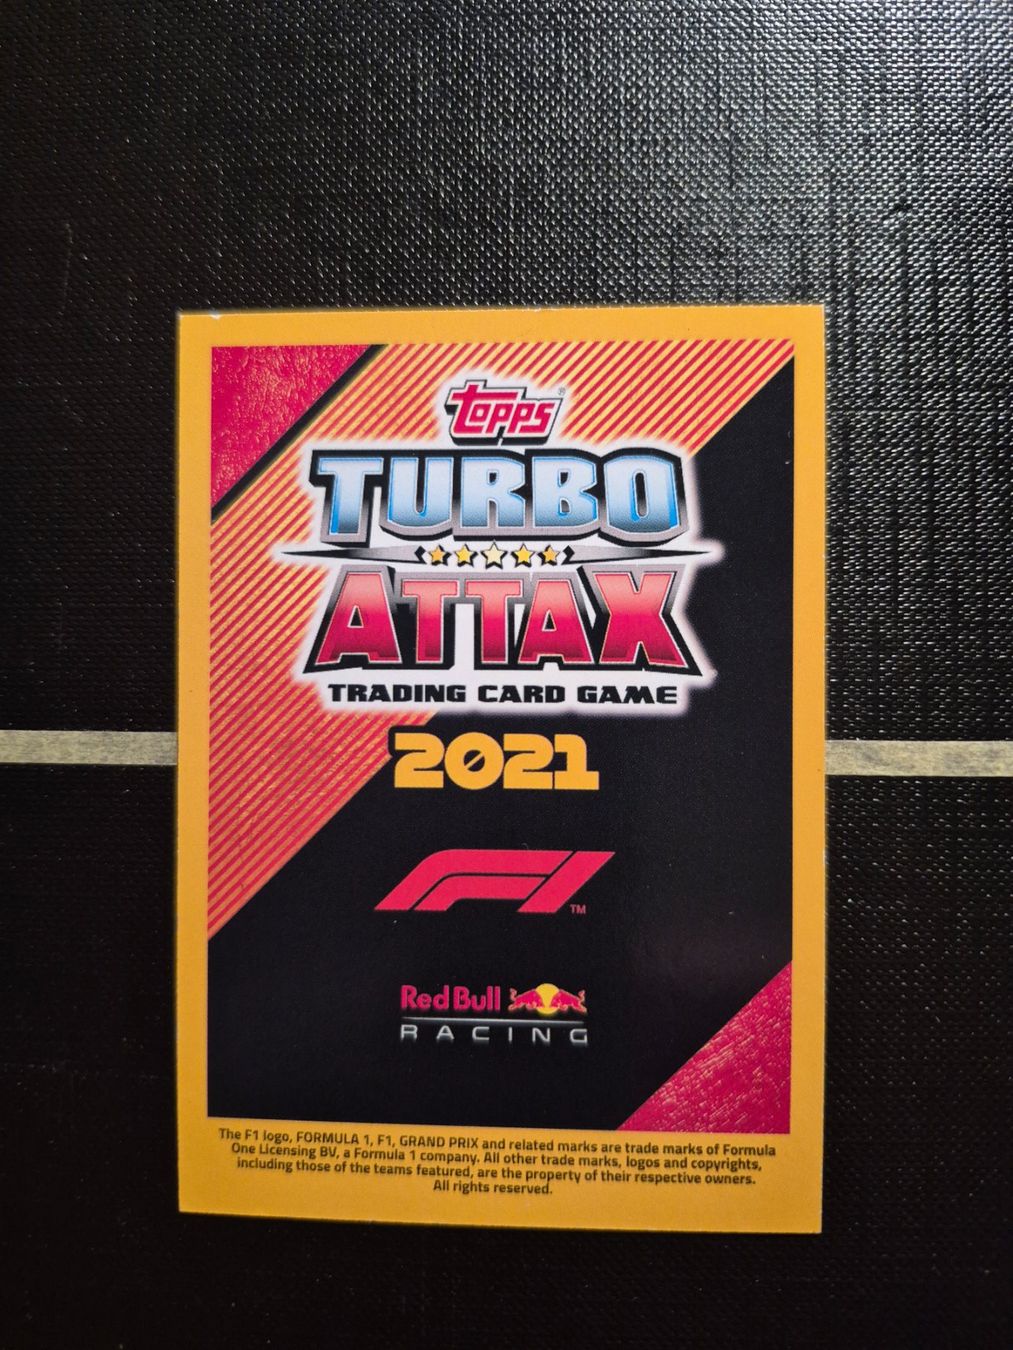 topps®
TURBO
ATTAX
TRADING CARD GAME
2021
F1™
Red Bull
RACING
The F1 logo, FORMULA 1, F1, GRAND PRIX and related marks are trade marks of Formula
One Licensing BV, a Formula 1 company. All other trade marks, logos and copyrights,
including those of the teams featured, are the property of their respective owners.
All rights reserved.